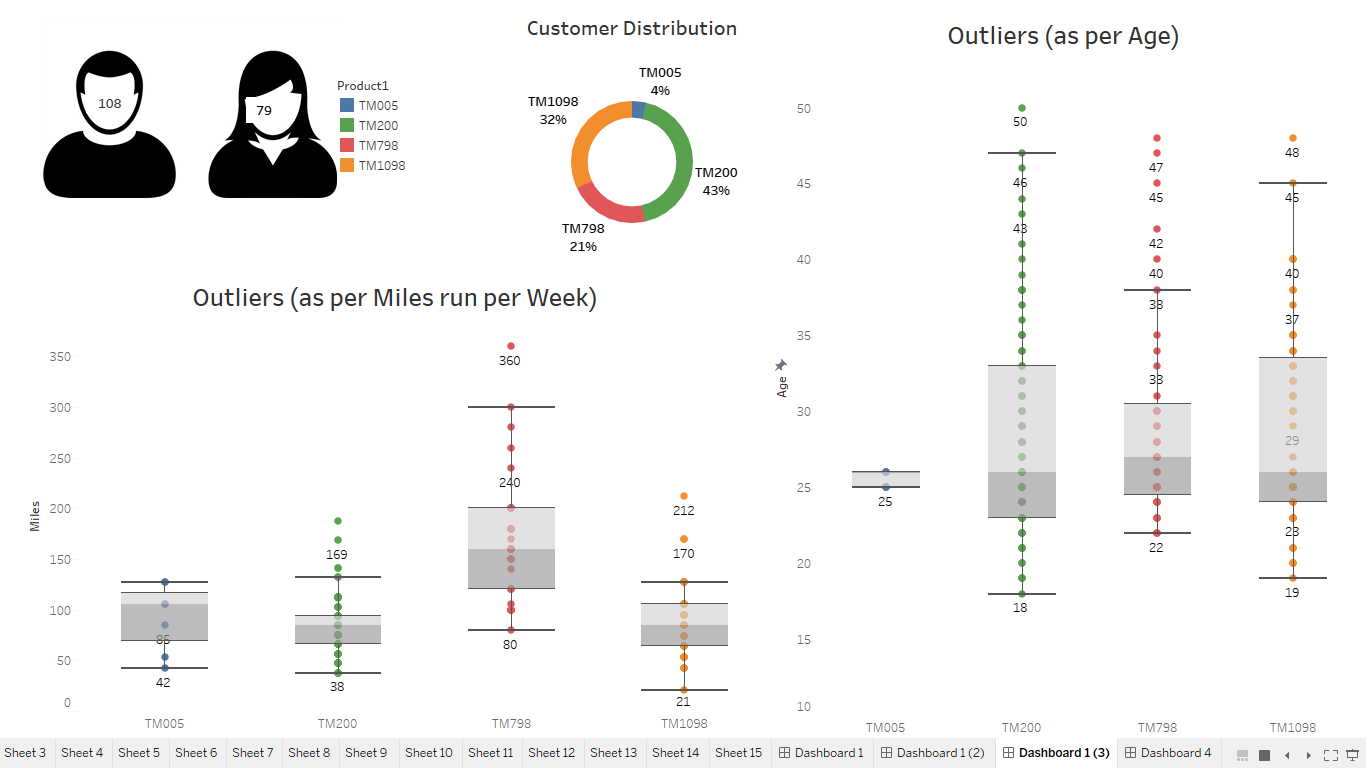 108
79
Product1
TM005
TM200
TM798
TM1098
Customer Distribution
TM005
4%
TM1098
32%
TM200
43%
TM798
21%
Outliers (as per Miles run per Week)
Miles
350
300
250
200
150
100
50
0
85
42
169
38
360
240
80
212
170
21
TM005
TM200
TM798
TM1098
Outliers (as per Age)
Age
50
45
40
35
30
25
20
15
10
25
50
46
43
18
47
45
42
40
38
33
22
48
45
40
37
29
23
19
TM005
TM200
TM798
TM1098
Sheet 3 Sheet 4 Sheet 5 Sheet 6 Sheet 7 Sheet 8 Sheet 9 Sheet 10 Sheet 11 Sheet 12 Sheet 13 Sheet 14 Sheet 15 Dashboard 1 Dashboard 1 (2) Dashboard 1 (3) Dashboard 4